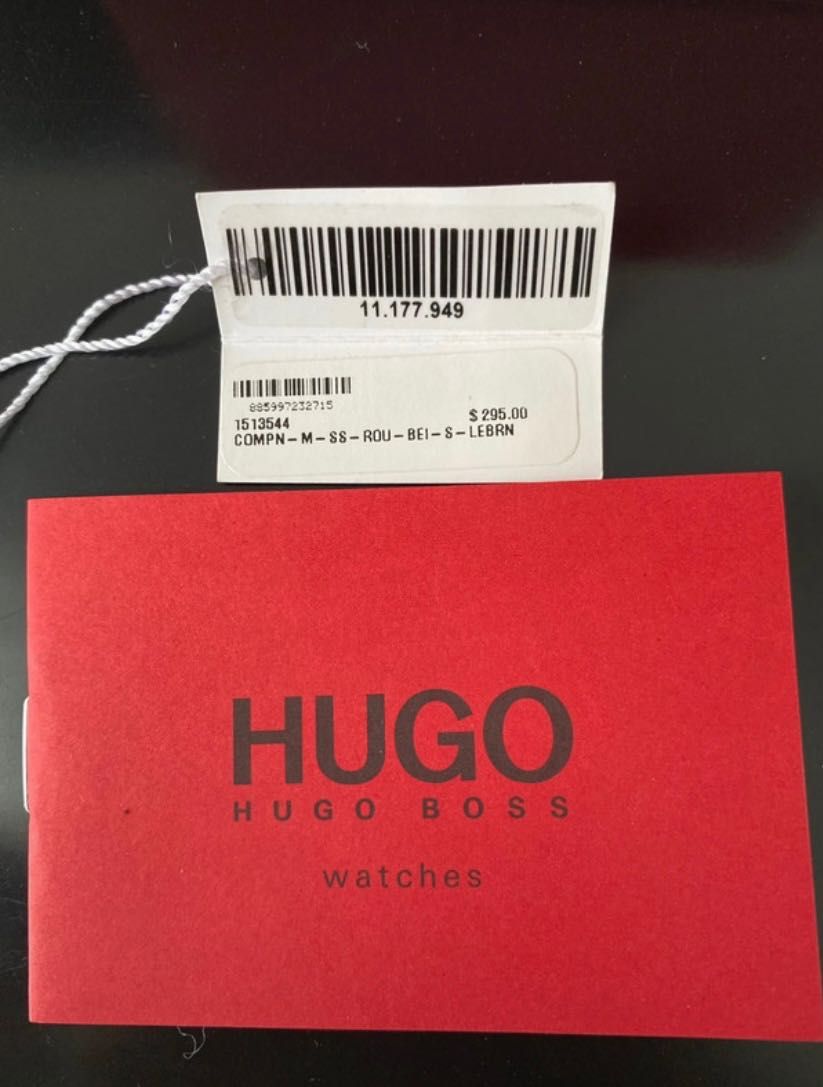 11.177.949
885997232715
1513544 $ 295.00
COMPN-M-SS-ROU-BEI-S-LEBRN
HUGO
HUGO BOSS
watches